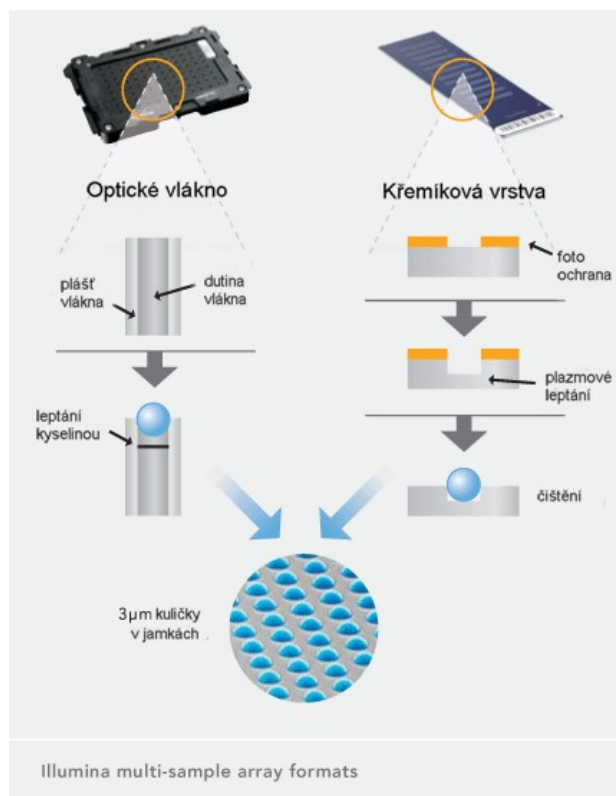 Optické vlákno
Křemíková vrstva
plášť
vlákna
dutina
vlákna
foto
ochrana
plazmové
leptání
leptání
kyselinou
čištění
3µm kuličky
v jamkách
Illumina multi-sample array formats